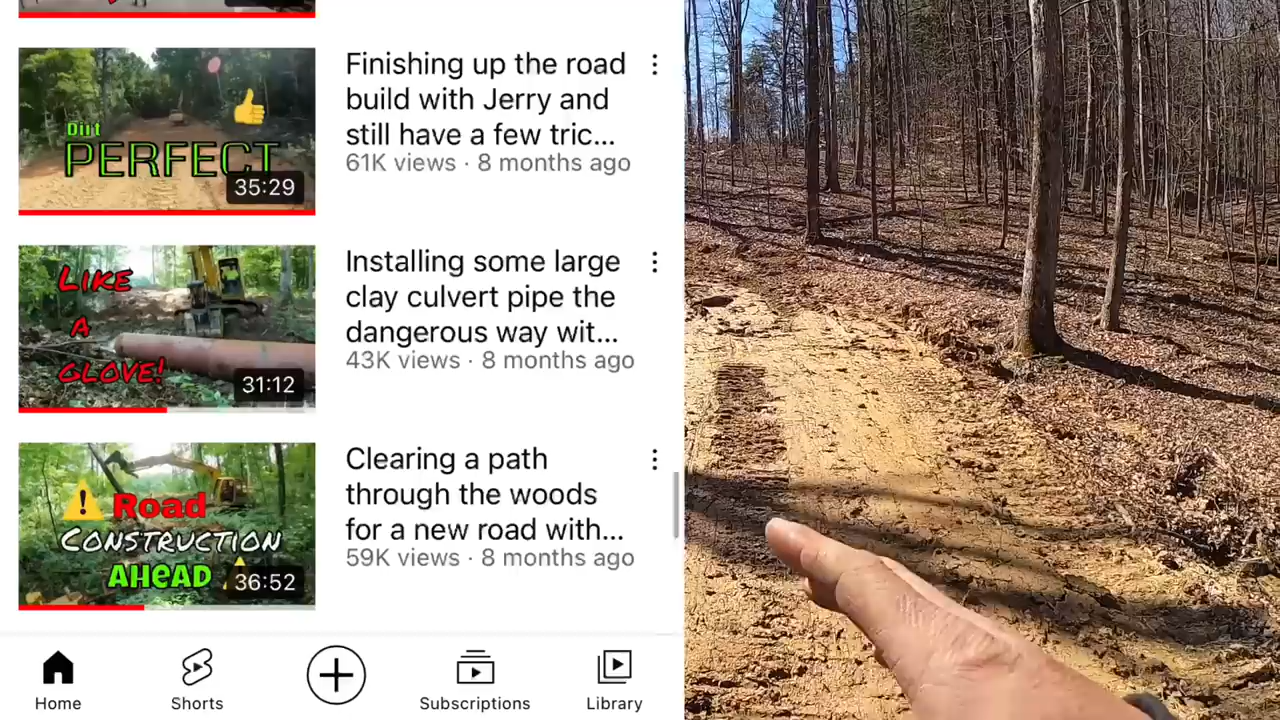 Dirt
PERFECT
35:29
Finishing up the road
build with Jerry and
still have a few tric...
61K views · 8 months ago
LIKE
A
GLOVE!
31:12
Installing some large
clay culvert pipe the
dangerous way wit...
43K views · 8 months ago
Road
CONSTRUCTION
AHEAD
36:52
Clearing a path
through the woods
for a new road with...
59K views · 8 months ago
Home
Shorts
Subscriptions
Library